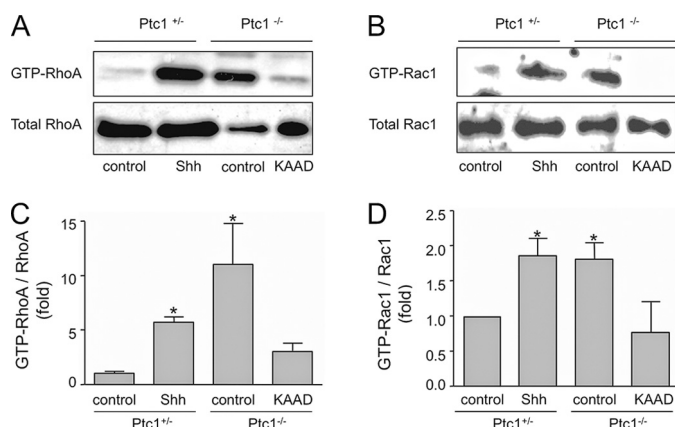 A
Ptc1 +/- Ptc1 -/-
GTP-RhoA
Total RhoA
control Shh control KAAD
B
Ptc1 +/- Ptc1 -/-
GTP-Rac1
Total Rac1
control Shh control KAAD
C
GTP-RhoA / RhoA
(fold)
15
10
5
0
*
*
control Shh control KAAD
Ptc1+/- Ptc1-/-
D
GTP-Rac1 / Rac1
(fold)
2.5
2.0
1.5
1.0
0.5
0.0
*
*
control Shh control KAAD
Ptc1+/- Ptc1-/-